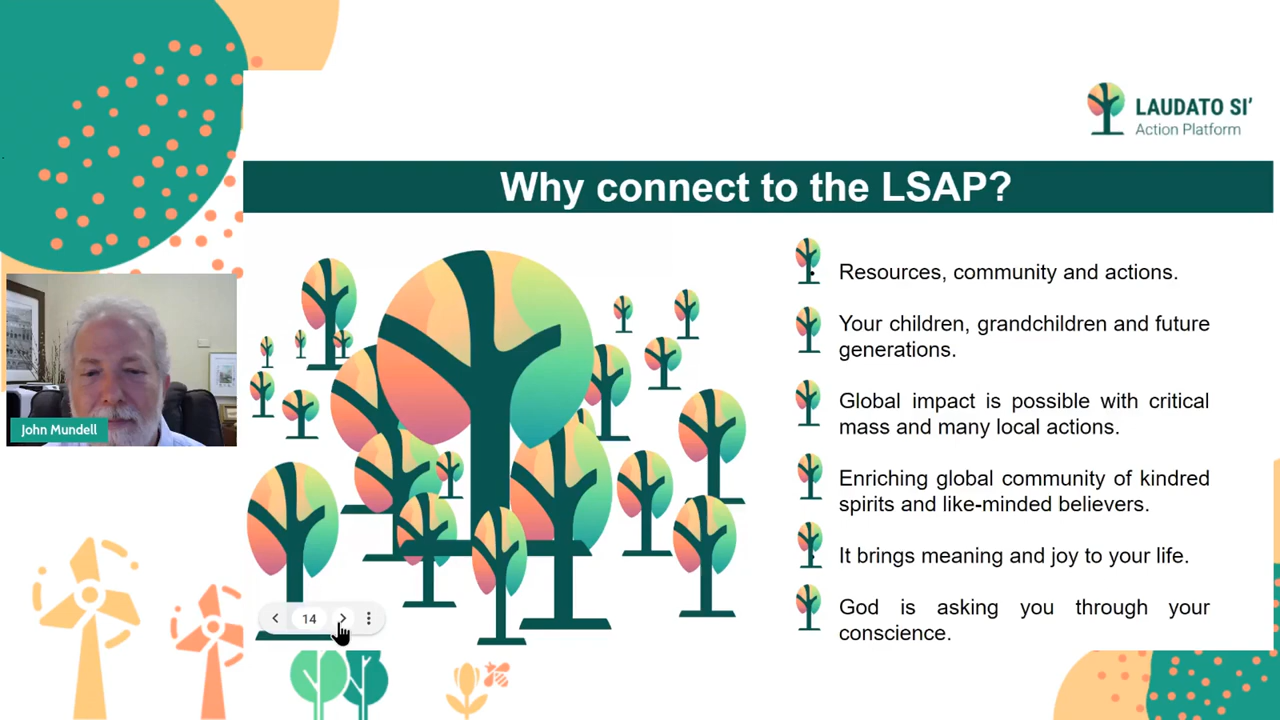 LAUDATO SI’
Action Platform
Why connect to the LSAP?
Resources, community and actions.
Your children, grandchildren and future
generations.
Global impact is possible with critical
mass and many local actions.
Enriching global community of kindred
spirits and like-minded believers.
It brings meaning and joy to your life.
God is asking you through your
conscience.
John Mundell
14